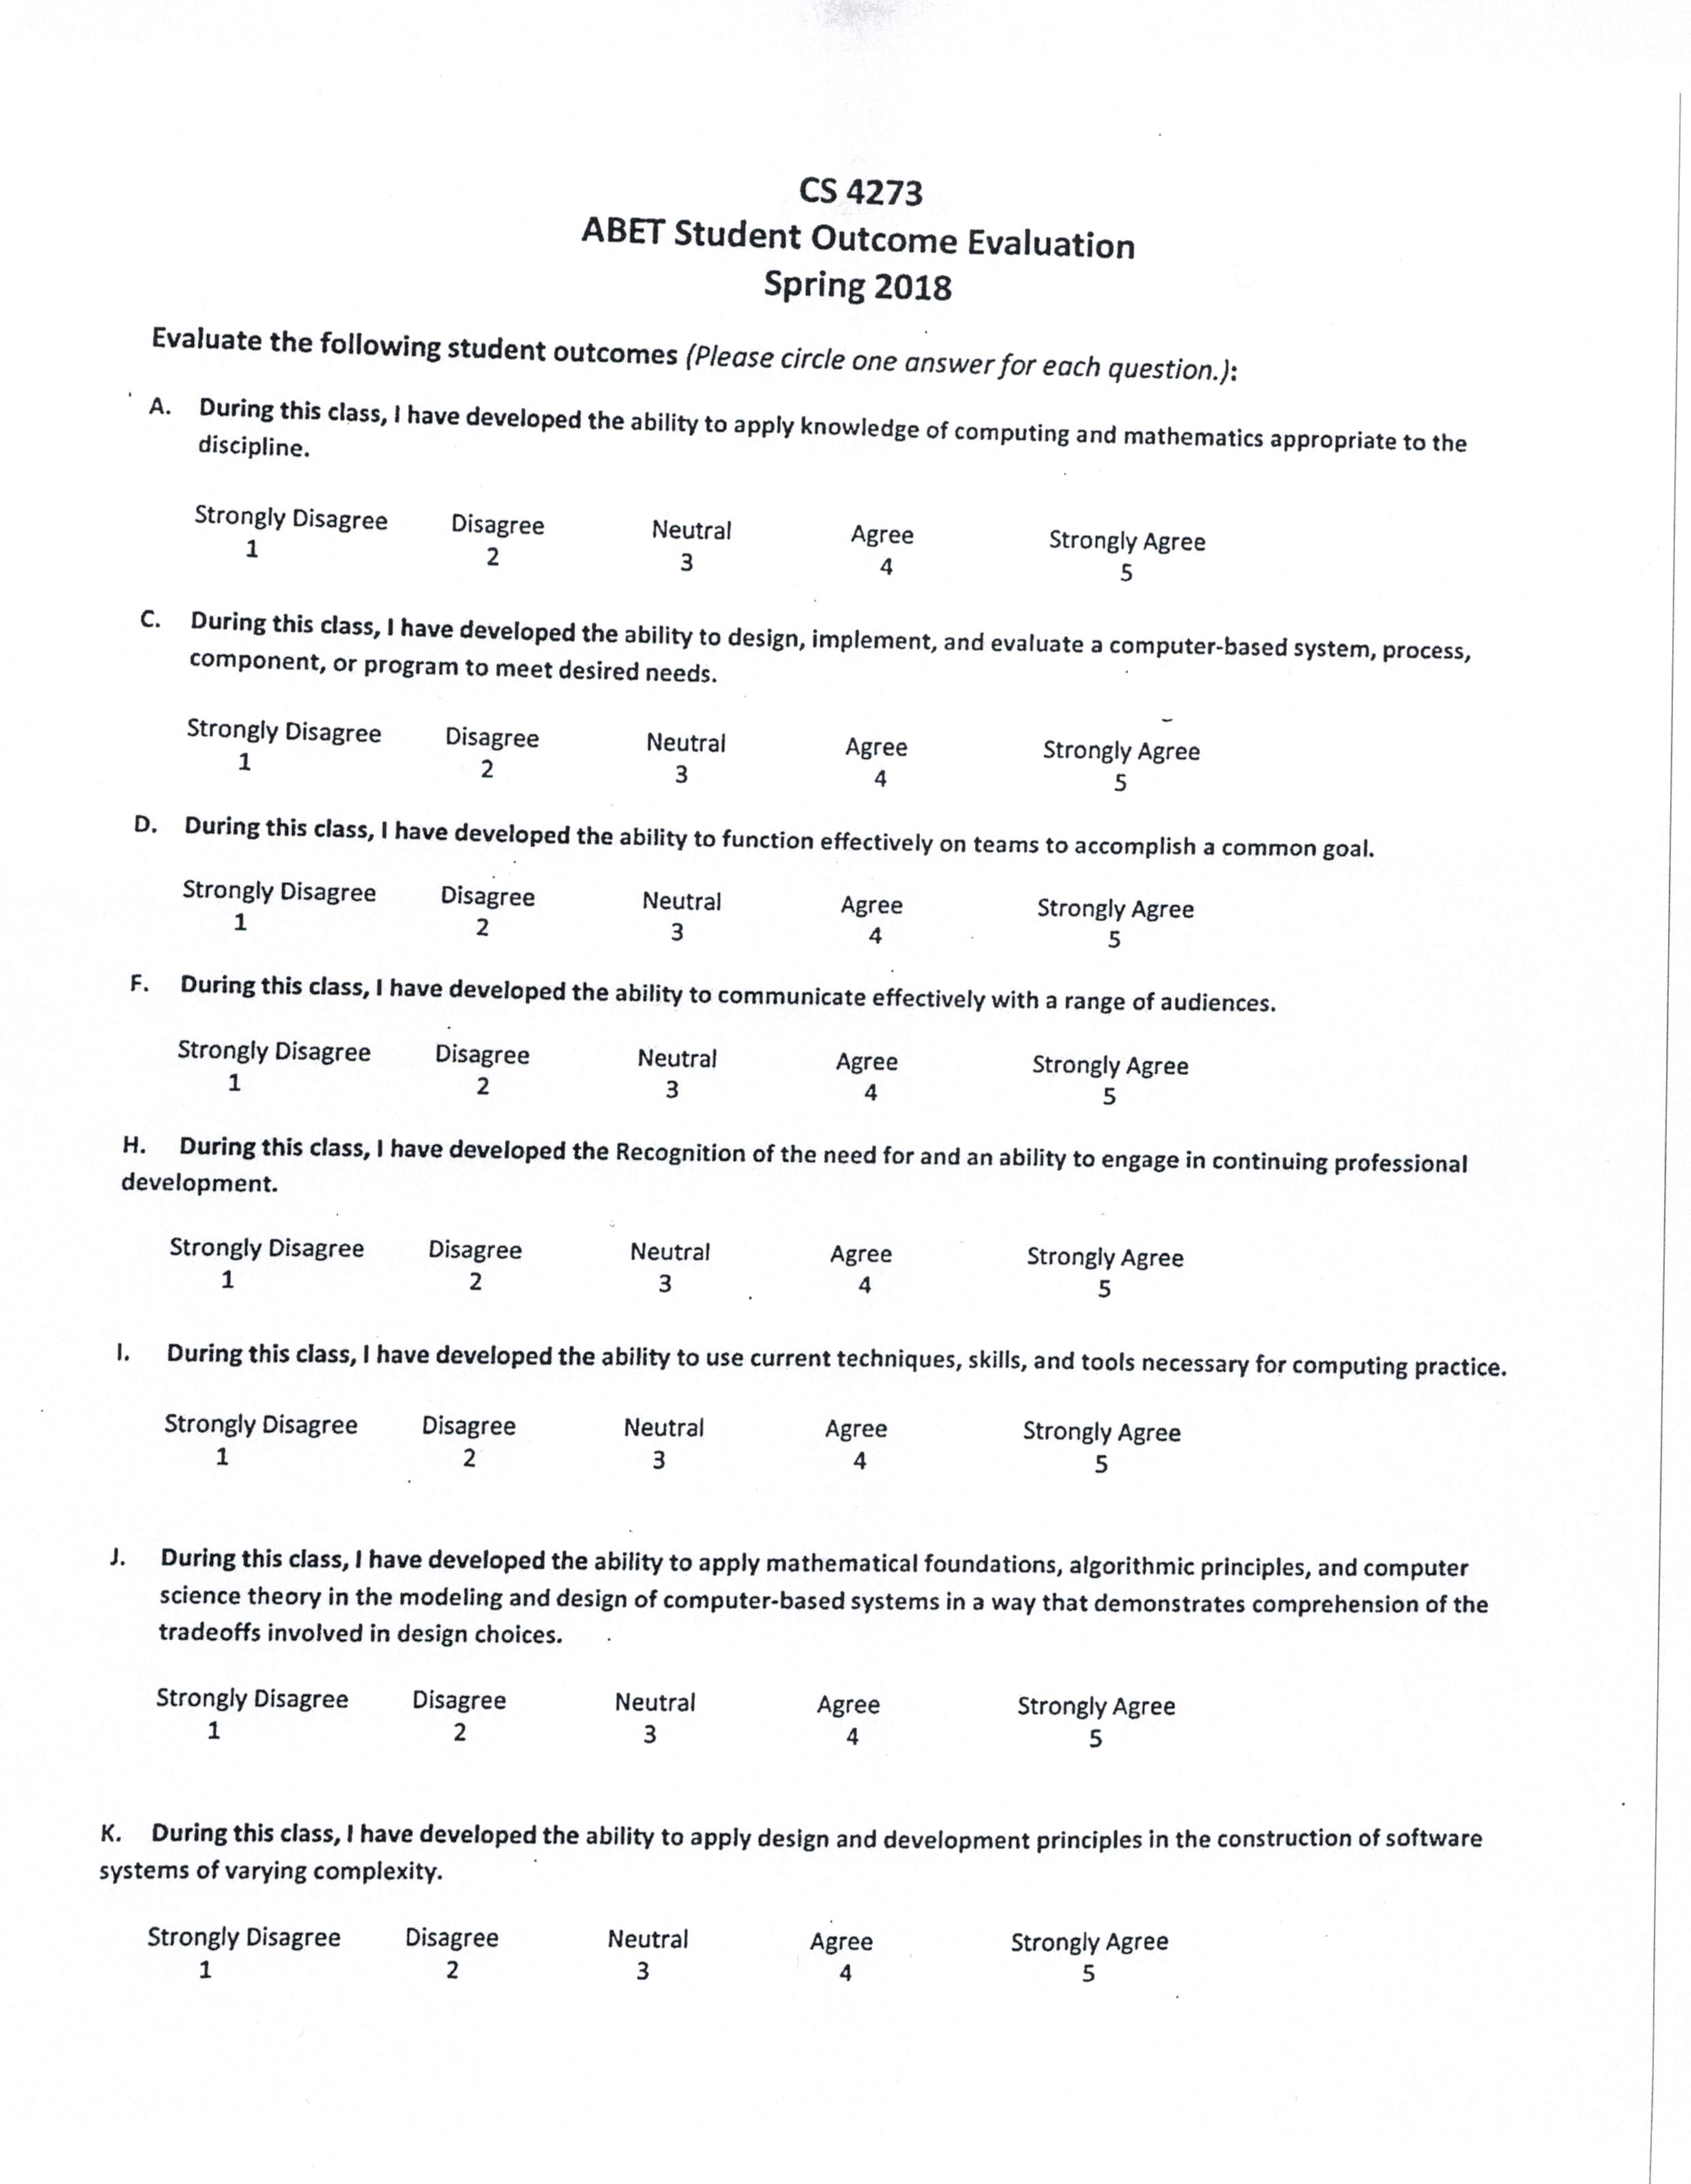 CS 4273
ABET Student Outcome Evaluation
Spring 2018
Evaluate the following student outcomes (Please circle one answer for each question.):
A. During this class, I have developed the ability to apply knowledge of computing and mathematics appropriate to the
discipline.
Strongly Disagree Disagree Neutral Agree Strongly Agree
1 2 3 4 5
C. During this class, I have developed the ability to design, implement, and evaluate a computer-based system, process,
component, or program to meet desired needs.
Strongly Disagree Disagree Neutral Agree Strongly Agree
1 2 3 4 5
D. During this class, I have developed the ability to function effectively on teams to accomplish a common goal.
Strongly Disagree Disagree Neutral Agree Strongly Agree
1 2 3 4 5
F. During this class, I have developed the ability to communicate effectively with a range of audiences.
Strongly Disagree Disagree Neutral Agree Strongly Agree
1 2 3 4 5
H. During this class, I have developed the Recognition of the need for and an ability to engage in continuing professional
development.
Strongly Disagree Disagree Neutral Agree Strongly Agree
1 2 3 4 5
I. During this class, I have developed the ability to use current techniques, skills, and tools necessary for computing practice.
Strongly Disagree Disagree Neutral Agree Strongly Agree
1 2 3 4 5
J. During this class, I have developed the ability to apply mathematical foundations, algorithmic principles, and computer
science theory in the modeling and design of computer-based systems in a way that demonstrates comprehension of the
tradeoffs involved in design choices.
Strongly Disagree Disagree Neutral Agree Strongly Agree
1 2 3 4 5
K. During this class, I have developed the ability to apply design and development principles in the construction of software
systems of varying complexity.
Strongly Disagree Disagree Neutral Agree Strongly Agree
1 2 3 4 5